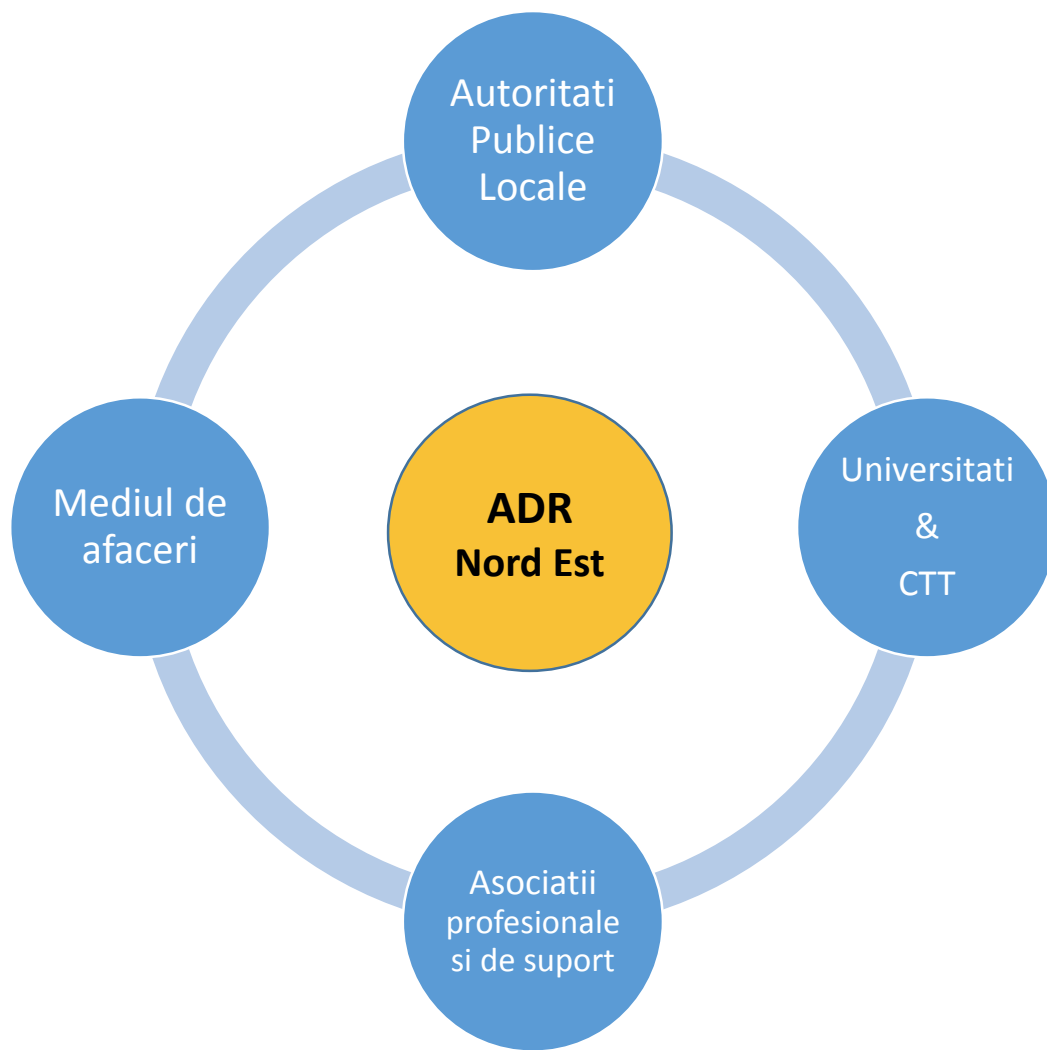 Autoritati
Publice
Locale
Mediul de
afaceri
ADR
Nord Est
Universitati
&
CTT
Asociatii
profesionale
si de suport